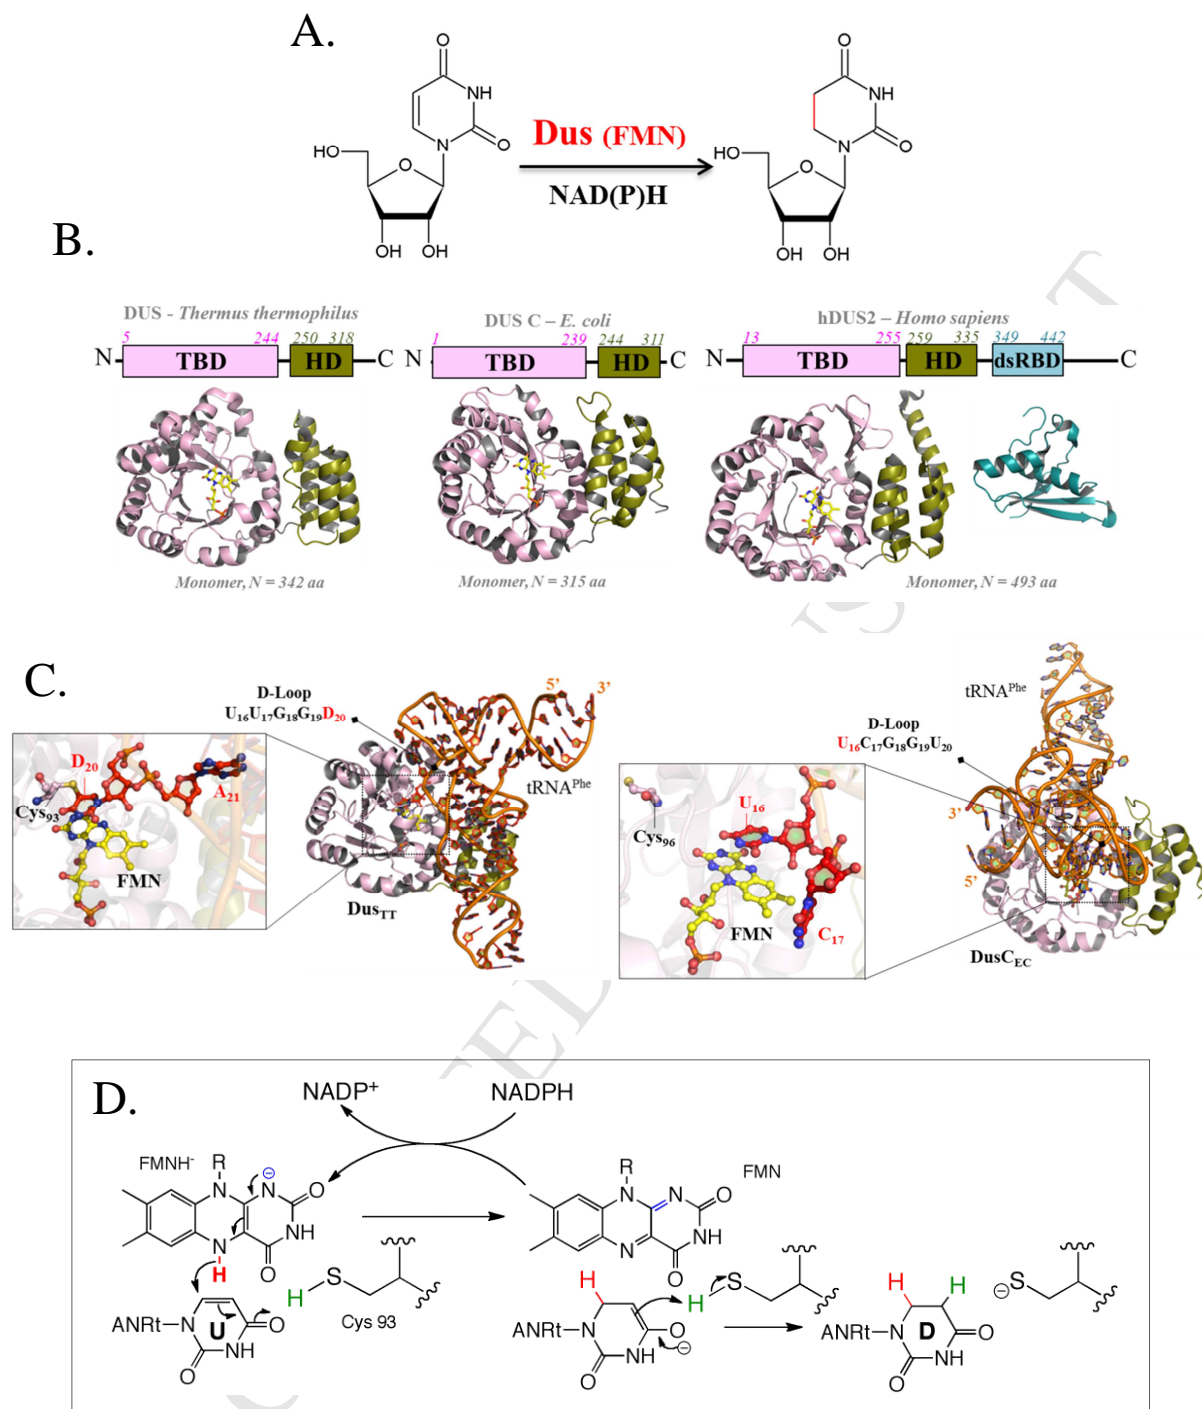 A.
O
NH
N
O
HO
O
OH OH
Dus (FMN)
NAD(P)H
O
NH
N
O
HO
O
OH OH
B.
DUS - Thermus thermophilus
5 244 250 318
N TBD HD C
Monomer, N = 342 aa
DUS C – E. coli
1 239 244 311
N TBD HD C
Monomer, N = 315 aa
hDUS2 – Homo sapiens
13 255 259 335 349 442
N TBD HD dsRBD C
Monomer, N = 493 aa
C.
D-Loop
U16U17G18G19D20
5' 3'
tRNAPhe
D20
A21
Cys93
FMN
DusTT
tRNAPhe
D-Loop
U16C17G18G19U20
3'
5'
U16
Cys96
FMN
C17
DusCEC
D.
NADP+ NADPH
FMNH-
R
N N O
N NH
H O
H S
Cys 93
ANRt N U O
O NH
FMN
R
N N O
N NH
O
H
H S
ANRt N O
O NH
H H
ANRt N D O
O NH
S